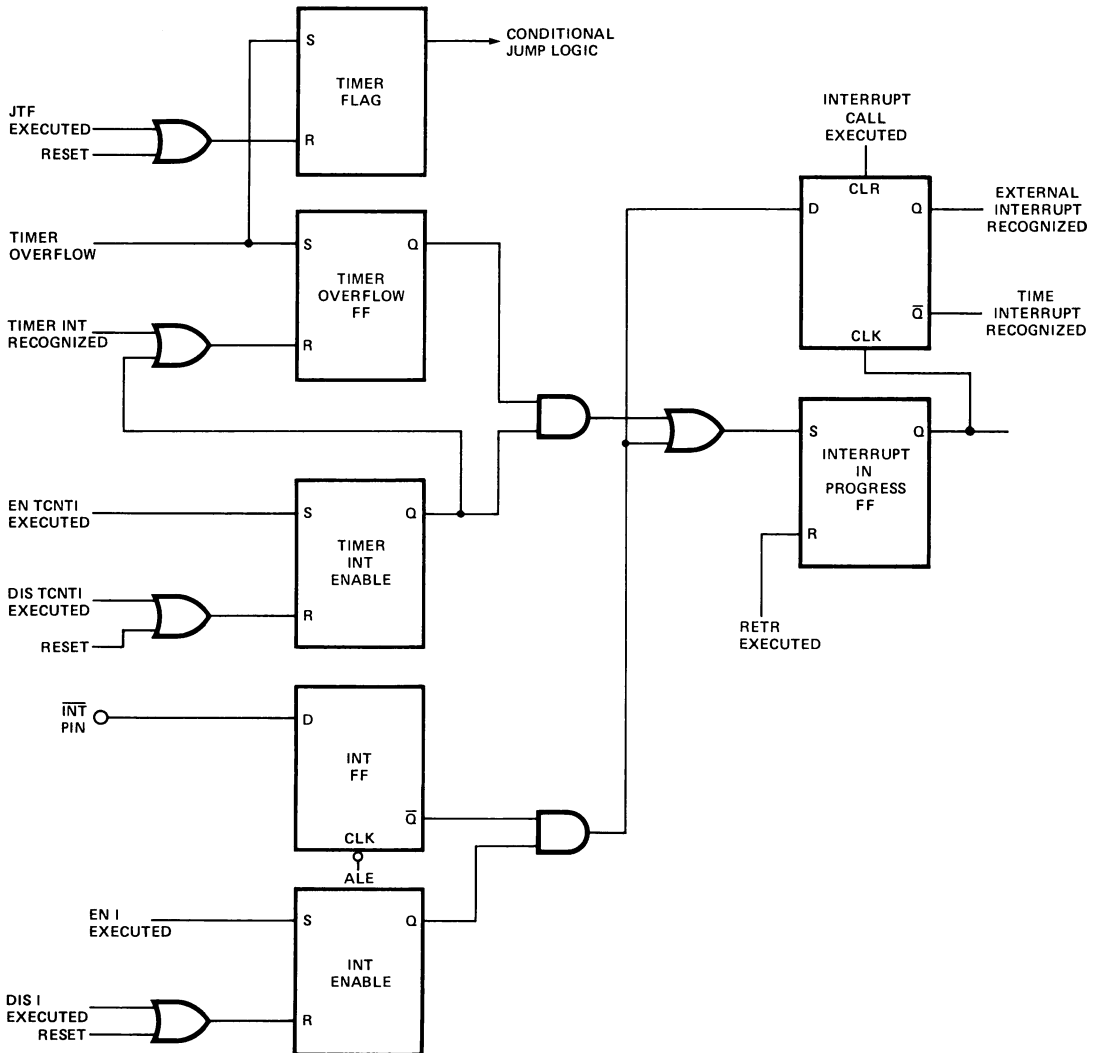 S
TIMER
FLAG
R
CONDITIONAL
JUMP LOGIC
JTF
EXECUTED
RESET
TIMER
OVERFLOW
S
Q
TIMER
OVERFLOW
FF
R
TIMER INT
RECOGNIZED
EN TCNTI
EXECUTED
S
Q
TIMER
INT
ENABLE
R
DIS TCNTI
EXECUTED
RESET
I̅N̅T̅
PIN
D
INT
FF
Q̅
CLK
ALE
EN I
EXECUTED
S
Q
INT
ENABLE
R
DIS I
EXECUTED
RESET
INTERRUPT
CALL
EXECUTED
CLR
D
Q
EXTERNAL
INTERRUPT
RECOGNIZED
Q̅
TIME
INTERRUPT
RECOGNIZED
CLK
S
Q
INTERRUPT
IN
PROGRESS
FF
R
RETR
EXECUTED